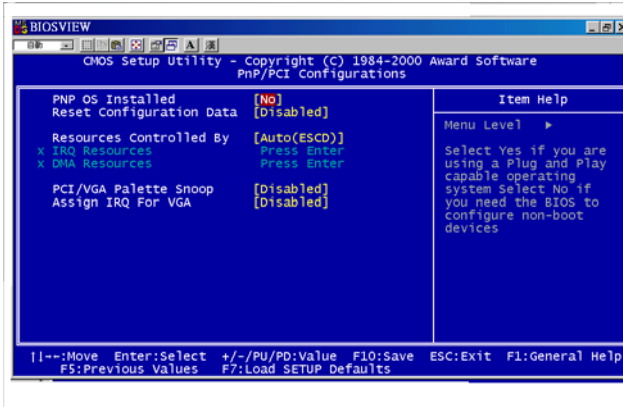 BIOSVIEW
自動
A 漢
CMOS Setup Utility - Copyright (C) 1984-2000 Award Software
PnP/PCI Configurations
PNP OS Installed [No]
Reset Configuration Data [Disabled]
Resources Controlled By [Auto(ESCD)]
x IRQ Resources Press Enter
x DMA Resources Press Enter
PCI/VGA Palette Snoop [Disabled]
Assign IRQ For VGA [Disabled]
Item Help
Menu Level ▶
Select Yes if you are
using a Plug and Play
capable operating
system Select No if
you need the BIOS to
configure non-boot
devices
↑↓→←:Move Enter:Select +/-/PU/PD:Value F10:Save ESC:Exit F1:General Help
F5:Previous Values F7:Load SETUP Defaults